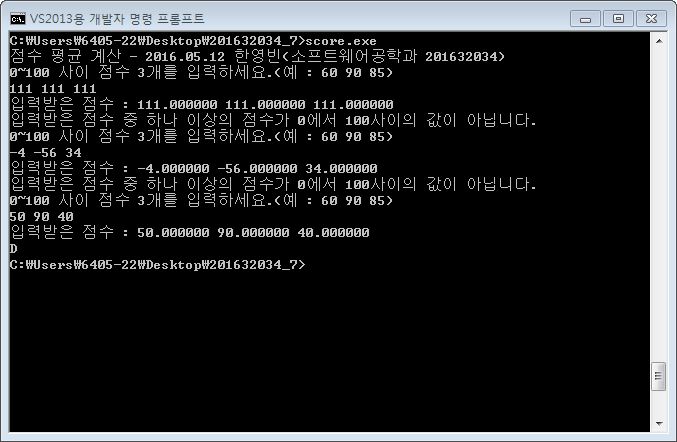 VS2013용 개발자 명령 프롬프트
C:\Users\6405-22\Desktop\201632034_7>score.exe
점수 평균 계산 - 2016.05.12 한영빈(소프트웨어공학과 201632034)
0~100 사이 점수 3개를 입력하세요.(예 : 60 90 85)
111 111 111
입력받은 점수 : 111.000000 111.000000 111.000000
입력받은 점수 중 하나 이상의 점수가 0에서 100사이의 값이 아닙니다.
0~100 사이 점수 3개를 입력하세요.(예 : 60 90 85)
-4 -56 34
입력받은 점수 : -4.000000 -56.000000 34.000000
입력받은 점수 중 하나 이상의 점수가 0에서 100사이의 값이 아닙니다.
0~100 사이 점수 3개를 입력하세요.(예 : 60 90 85)
50 90 40
입력받은 점수 : 50.000000 90.000000 40.000000
D
C:\Users\6405-22\Desktop\201632034_7>